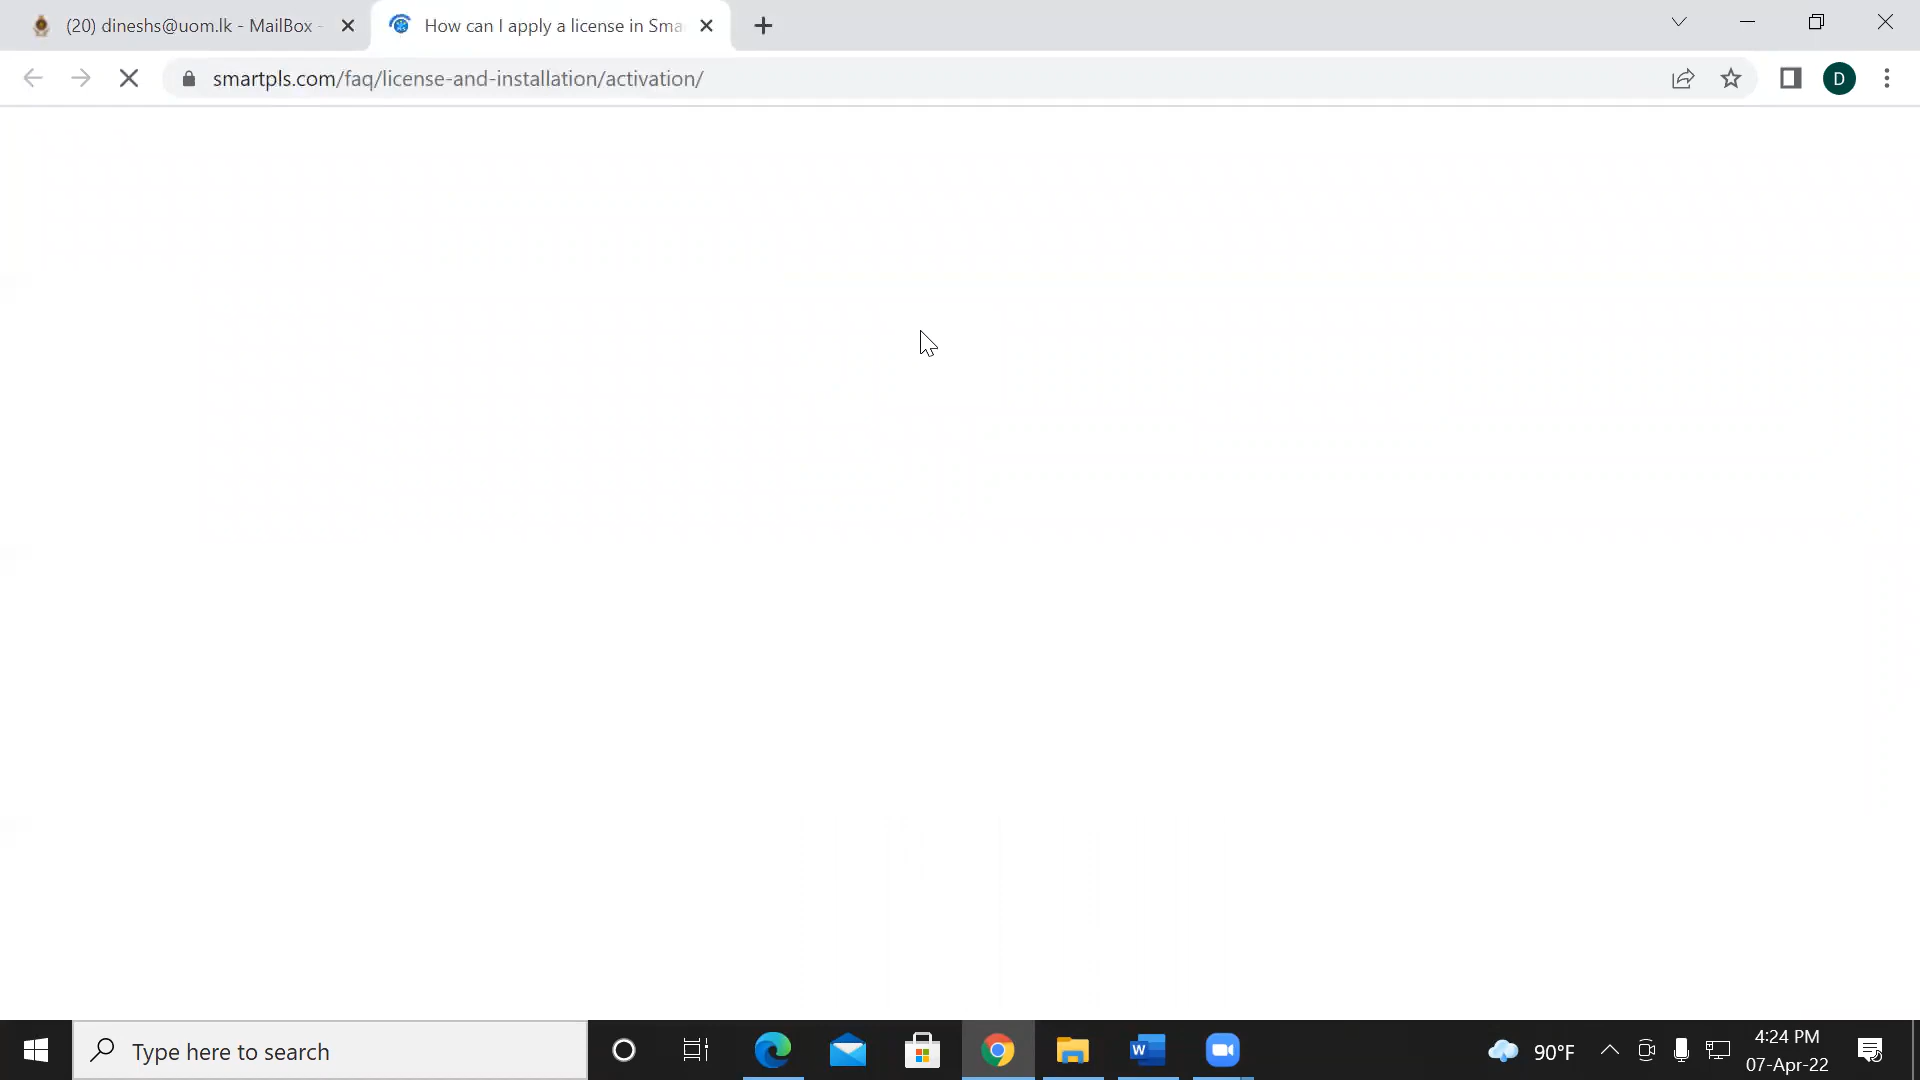 (20) dineshs@uom.lk - MailBox -
How can I apply a license in Sma
smartpls.com/faq/license-and-installation/activation/
D
Type here to search
W
90°F
4:24 PM
07-Apr-22